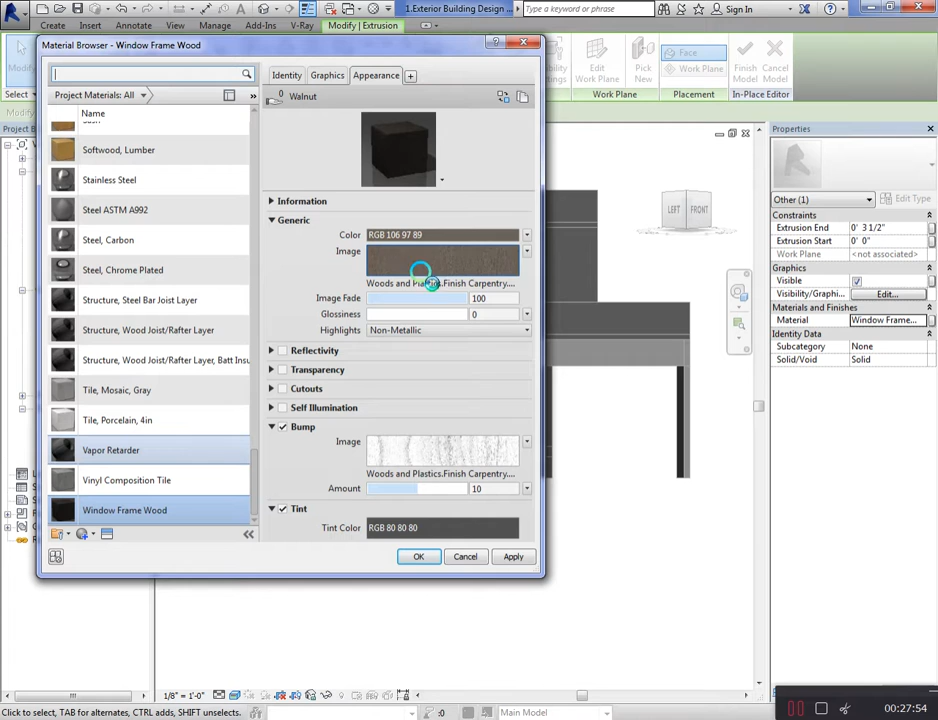 1.Exterior Building Design ...
Type a keyword or phrase
Sign In
Create
Insert
Annotate
View
Manage
Add-Ins
V-Ray
Modify | Extrusion
Modify
Select
Edit
Work Plane
Pick
New
Face
Work Plane
Finish
Model
Cancel
Model
Work Plane
Placement
In-Place Editor
Material Browser - Window Frame Wood
Project Materials: All
Name
Softwood, Lumber
Stainless Steel
Steel ASTM A992
Steel, Carbon
Steel, Chrome Plated
Structure, Steel Bar Joist Layer
Structure, Wood Joist/Rafter Layer
Structure, Wood Joist/Rafter Layer, Batt Insu
Tile, Mosaic, Gray
Tile, Porcelain, 4in
Vapor Retarder
Vinyl Composition Tile
Window Frame Wood
Identity
Graphics
Appearance
0
Walnut
Information
Generic
Color RGB 106 97 89
Image
Woods and Plastics.Finish Carpentry....
Image Fade 100
Glossiness 0
Highlights Non-Metallic
Reflectivity
Transparency
Cutouts
Self Illumination
Bump
Image
Woods and Plastics.Finish Carpentry....
Amount 10
Tint
Tint Color RGB 80 80 80
OK
Cancel
Apply
LEFT
FRONT
Properties
Other (1)
Edit Type
Constraints
Extrusion End 0' 3 1/2"
Extrusion Start 0' 0"
Work Plane <not associated>
Graphics
Visible
Visibility/Graphi... Edit...
Materials and Finishes
Material Window Frame...
Identity Data
Subcategory None
Solid/Void Solid
1/8" = 1'-0"
Click to select, TAB for alternates, CTRL adds, SHIFT unselects.
:0
Main Model
00:27:54